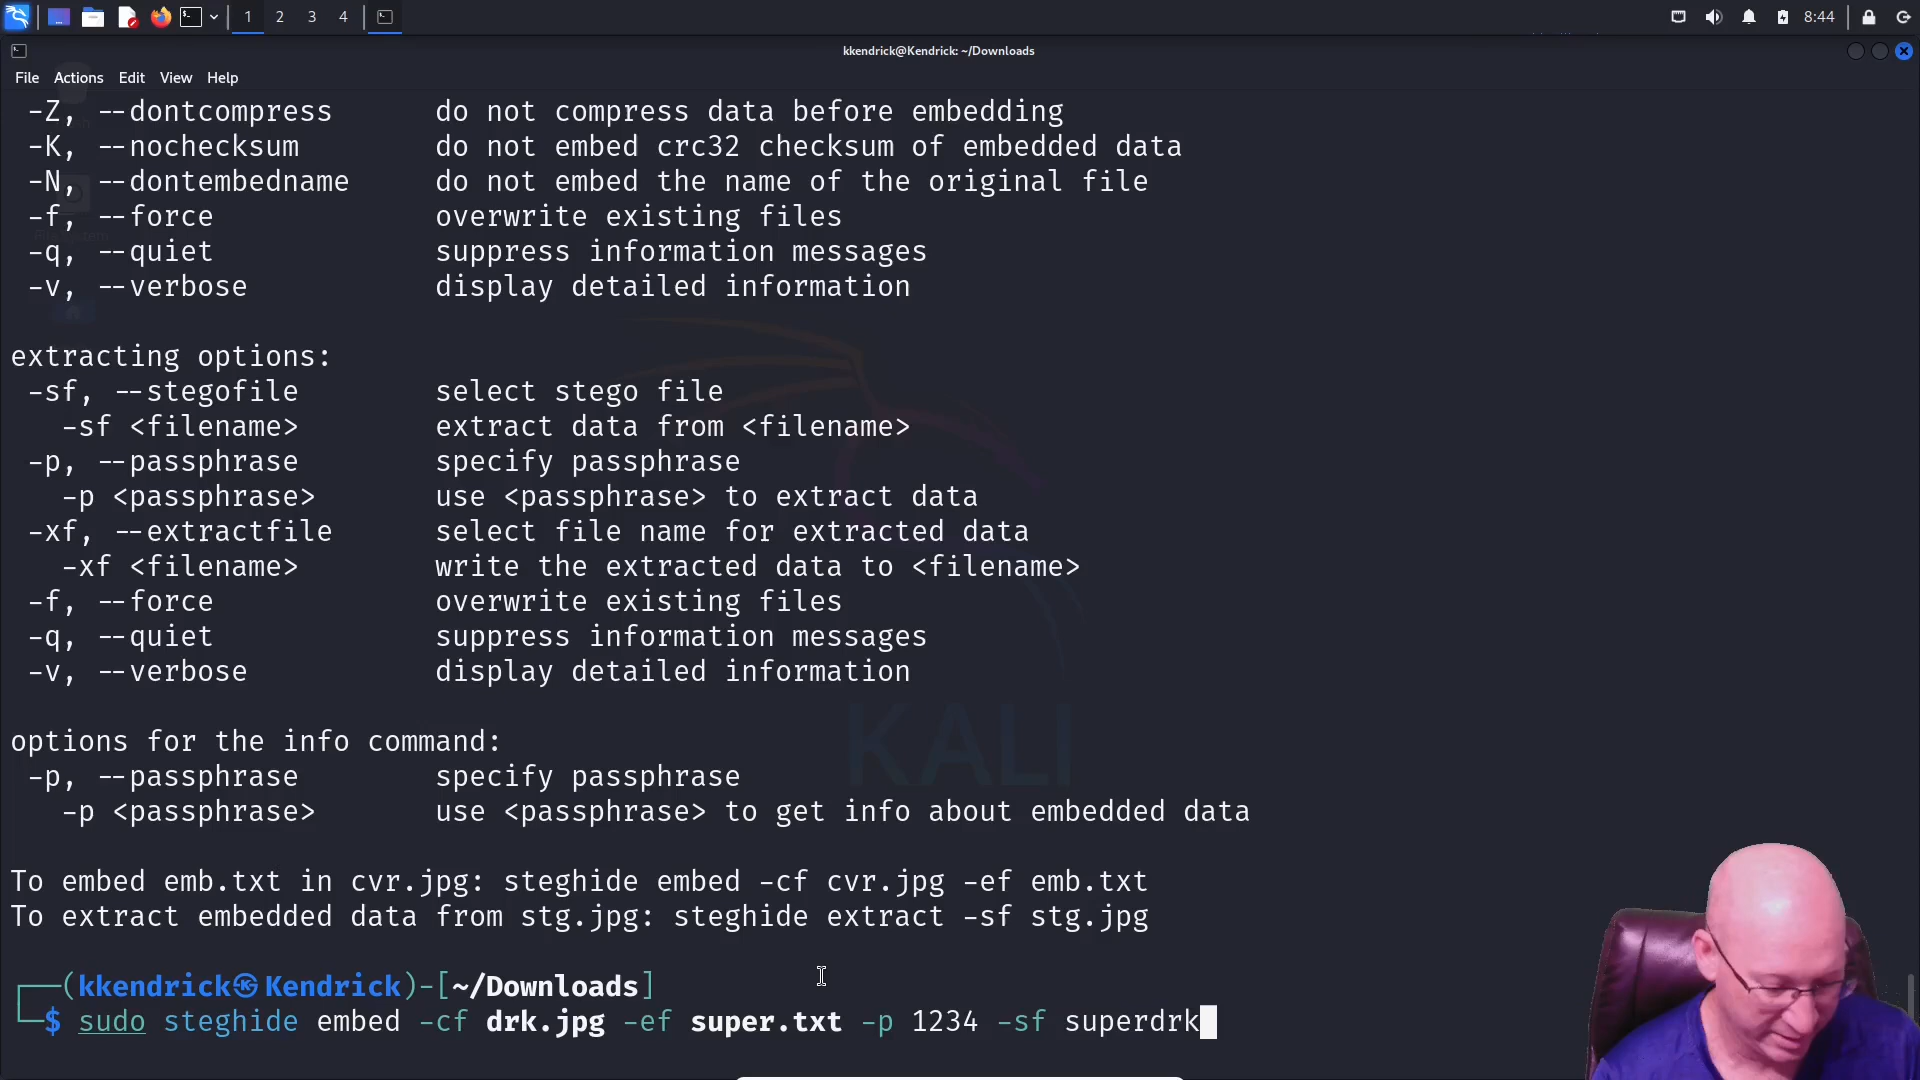 1 2 3 4 8:44
kkendrick@Kendrick: ~/Downloads
File Actions Edit View Help
-Z, --dontcompress do not compress data before embedding
-K, --nochecksum do not embed crc32 checksum of embedded data
-N, --dontembedname do not embed the name of the original file
-f, --force overwrite existing files
-q, --quiet suppress information messages
-v, --verbose display detailed information
extracting options:
-sf, --stegofile select stego file
-sf <filename> extract data from <filename>
-p, --passphrase specify passphrase
-p <passphrase> use <passphrase> to extract data
-xf, --extractfile select file name for extracted data
-xf <filename> write the extracted data to <filename>
-f, --force overwrite existing files
-q, --quiet suppress information messages
-v, --verbose display detailed information
options for the info command:
-p, --passphrase specify passphrase
-p <passphrase> use <passphrase> to get info about embedded data
To embed emb.txt in cvr.jpg: steghide embed -cf cvr.jpg -ef emb.txt
To extract embedded data from stg.jpg: steghide extract -sf stg.jpg
(kkendrick㉿Kendrick)-[~/Downloads]
$ sudo steghide embed -cf drk.jpg -ef super.txt -p 1234 -sf superdrk
KALI